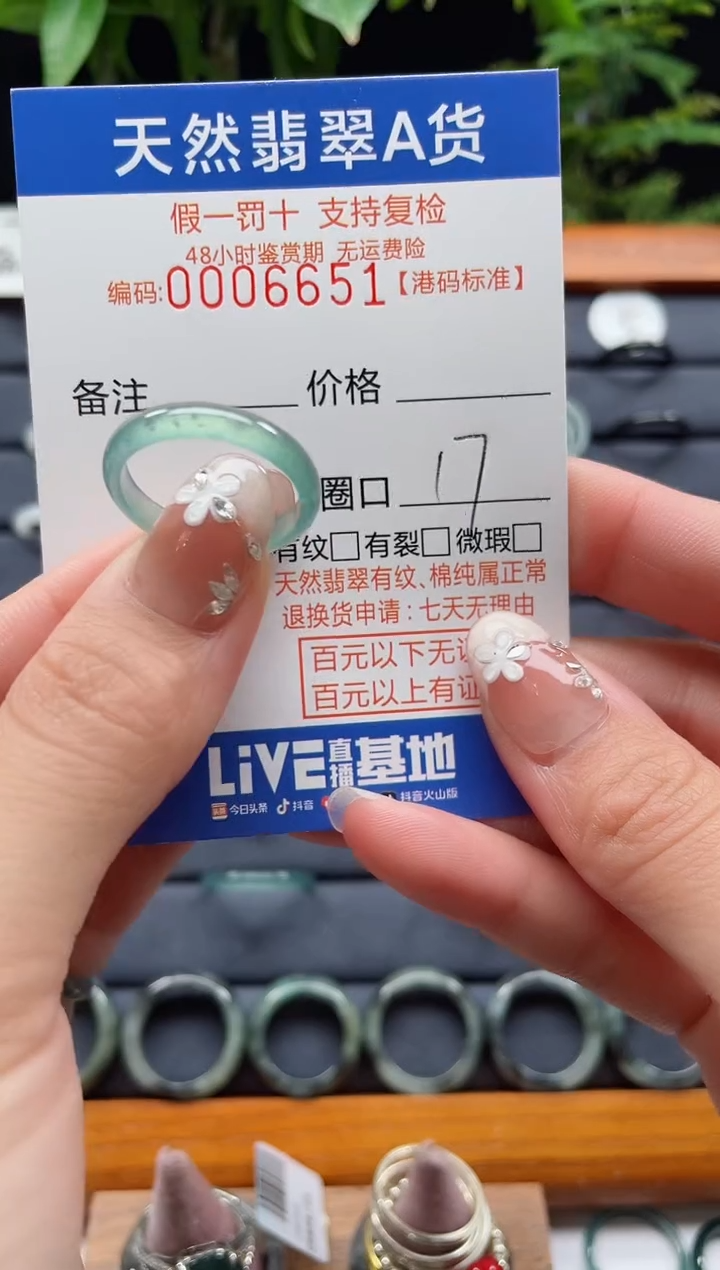 天然翡翠A货
假一罚十 支持复检
48小时鉴赏期 无运费险
编码:0006651【港码标准】
备注 价格
圈口 17
有纹□有裂□微瑕□
天然翡翠有纹、棉纯属正常
退换货申请:七天无理由
百元以下无
百元以上有证
LiVE直播基地
今日头条 抖音 抖音火山版